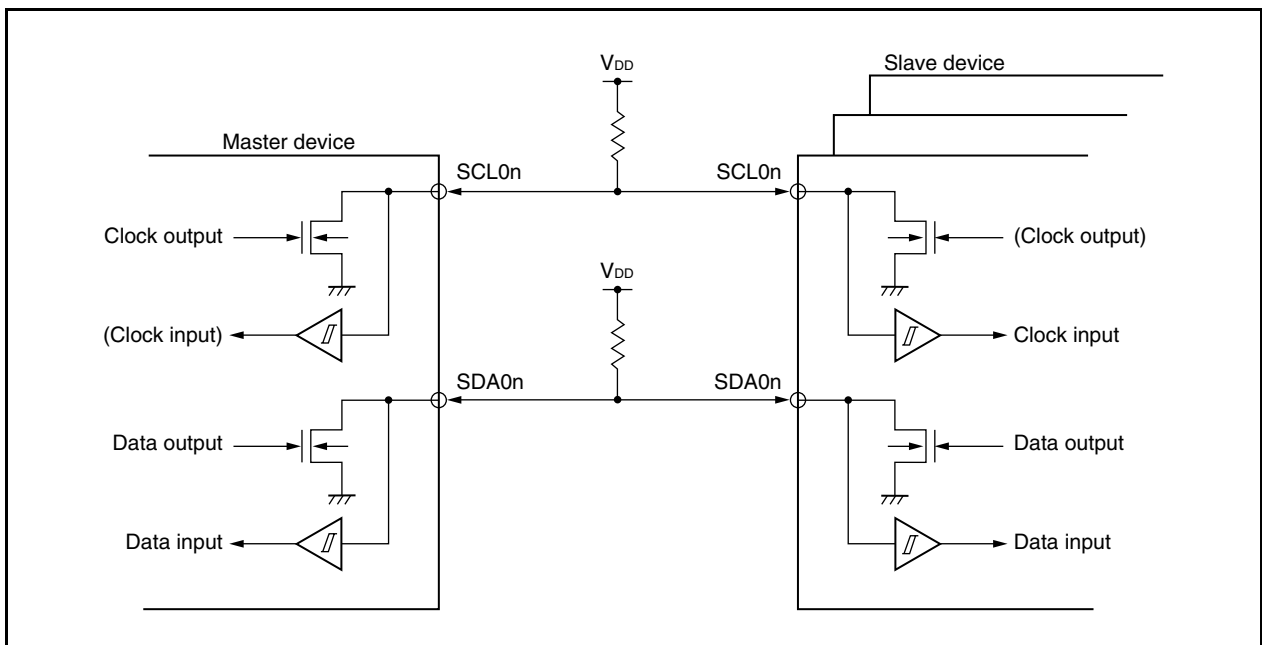 VDD
Slave device
Master device
SCL0n
SCL0n
Clock output
(Clock output)
VDD
(Clock input)
Clock input
SDA0n
SDA0n
Data output
Data output
Data input
Data input